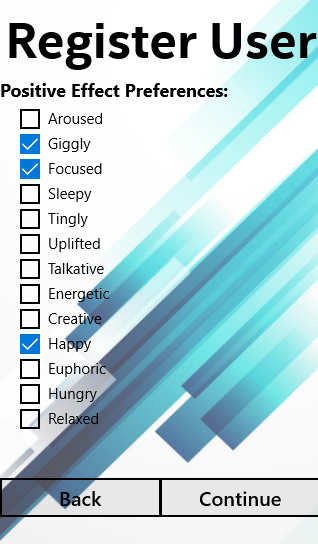 Register User
Positive Effect Preferences:
Aroused
Giggly
Focused
Sleepy
Tingly
Uplifted
Talkative
Energetic
Creative
Happy
Euphoric
Hungry
Relaxed
Back
Continue